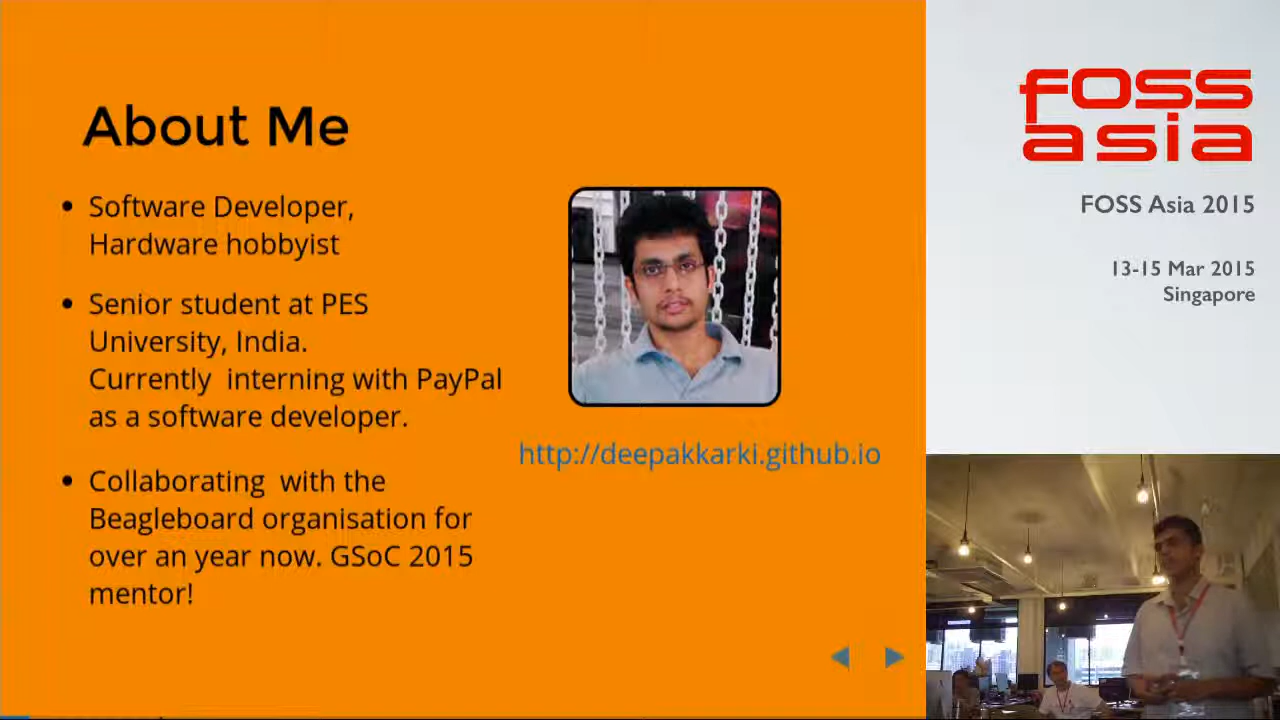 About Me
Software Developer,
Hardware hobbyist
Senior student at PES
University, India.
Currently interning with PayPal
as a software developer.
Collaborating with the
Beagleboard organisation for
over an year now. GSoC 2015
mentor!
http://deepakkarki.github.io
foss
asia
FOSS Asia 2015
13-15 Mar 2015
Singapore